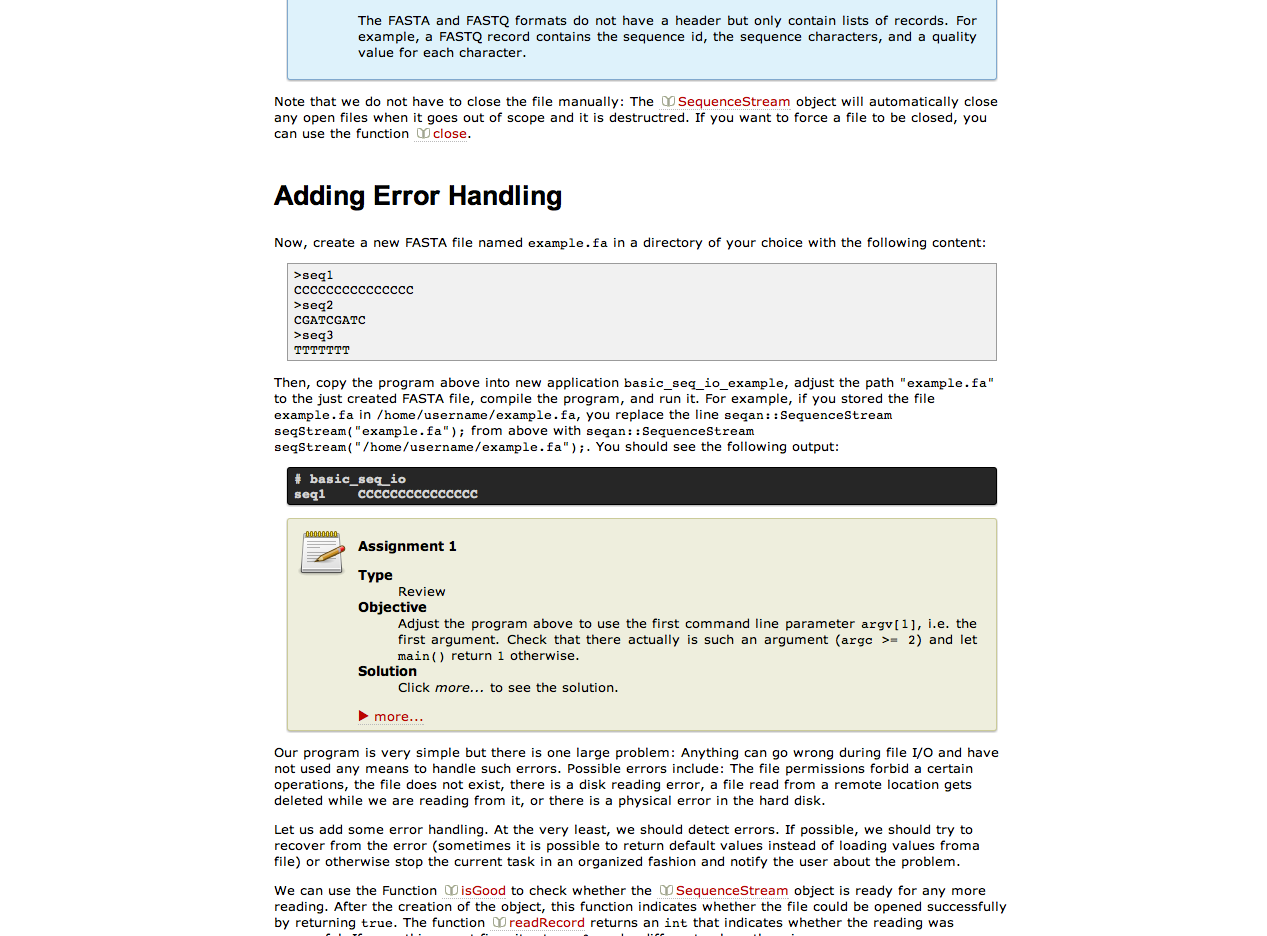 The FASTA and FASTQ formats do not have a header but only contain lists of records. For
example, a FASTQ record contains the sequence id, the sequence characters, and a quality
value for each character.
Note that we do not have to close the file manually: The SequenceStream object will automatically close
any open files when it goes out of scope and it is destructred. If you want to force a file to be closed, you
can use the function close.
Adding Error Handling
Now, create a new FASTA file named example.fa in a directory of your choice with the following content:
>seq1
CCCCCCCCCCCCCCC
>seq2
CGATCGATC
>seq3
TTTTTTT
Then, copy the program above into new application basic_seq_io_example, adjust the path "example.fa"
to the just created FASTA file, compile the program, and run it. For example, if you stored the file
example.fa in /home/username/example.fa, you replace the line seqan::SequenceStream
seqStream("example.fa"); from above with seqan::SequenceStream
seqStream("/home/username/example.fa");. You should see the following output:
# basic_seq_io
seq1    CCCCCCCCCCCCCCC
Assignment 1
Type
Review
Objective
Adjust the program above to use the first command line parameter argv[1], i.e. the
first argument. Check that there actually is such an argument (argc >= 2) and let
main() return 1 otherwise.
Solution
Click more... to see the solution.
more...
Our program is very simple but there is one large problem: Anything can go wrong during file I/O and have
not used any means to handle such errors. Possible errors include: The file permissions forbid a certain
operations, the file does not exist, there is a disk reading error, a file read from a remote location gets
deleted while we are reading from it, or there is a physical error in the hard disk.
Let us add some error handling. At the very least, we should detect errors. If possible, we should try to
recover from the error (sometimes it is possible to return default values instead of loading values froma
file) or otherwise stop the current task in an organized fashion and notify the user about the problem.
We can use the Function isGood to check whether the SequenceStream object is ready for any more
reading. After the creation of the object, this function indicates whether the file could be opened successfully
by returning true. The function readRecord returns an int that indicates whether the reading was